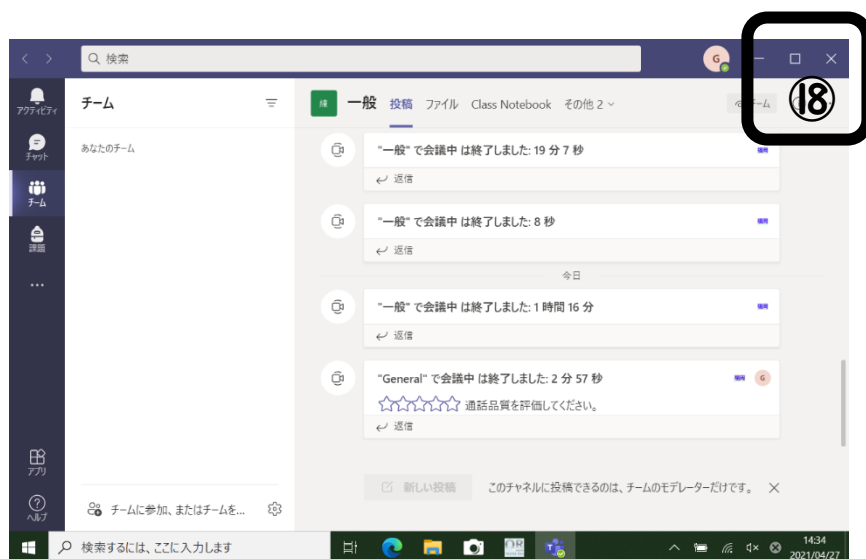 検索
G
⑱
アクティビティ
チーム
練
一般 投稿 ファイル Class Notebook その他 2
チーム
チャット
あなたのチーム
"一般" で会議中 は終了しました: 19 分 7 秒
返信
チーム
"一般" で会議中 は終了しました: 8 秒
返信
課題
今日
"一般" で会議中 は終了しました: 1 時間 16 分
返信
"General" で会議中 は終了しました: 2 分 57 秒
G
通話品質を評価してください。
返信
アプリ
新しい投稿 このチャネルに投稿できるのは、チームのモデレーターだけです。
ヘルプ
チームに参加、またはチームを...
検索するには、ここに入力します
QR
14:34
2021/04/27